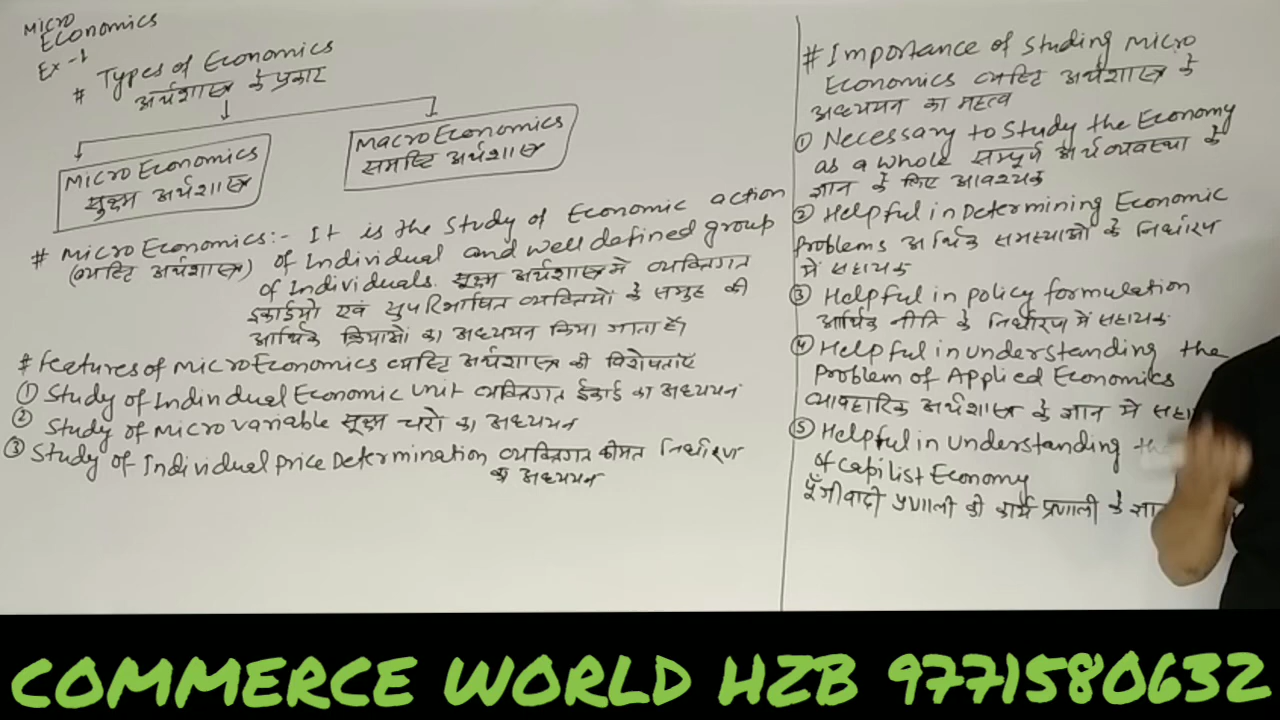 MICRO
Economics
Ex-1
# Types of Economics
अर्थशास्त्र के प्रकार
Micro Economics
सुक्ष्म अर्थशास्त्र
Macro Economics
समष्टि अर्थशास्त्र
# Micro Economics:- It is the Study of Economic action
(व्यष्टि अर्थशास्त्र) of Individual and well defined group
of Individuals. सूक्ष्म अर्थशास्त्र मे व्यक्तिगत
इकाईयो एवं सुपरिभाषित व्यक्तियों के समुह की
आर्थिक क्रियाओं का अध्ययन किया जाता है।
# Features of micro Economics व्यष्टि अर्थशास्त्र की विशेषताएं
① Study of Indindual Economic Unit व्यक्तिगत ईकाई का अध्ययन
② Study of Micro variable सूक्ष्म चरो का अध्ययन
③ Study of Individual Price Determination व्यक्तिगत कीमत निर्धारण
का अध्ययन
# Importance of Studing Micro
Economics व्यष्टि अर्थशास्त्र के
अध्ययन का महत्व
① Necessary to Study the Economy
as a whole सम्पूर्ण अर्थव्यवस्था के
ज्ञान के लिए आवश्यक
② Helpful in Determining Economic
Problems आर्थिक समस्याओ के निर्धारण
में सहायक
③ Helpful in policy formulation
आर्थिक नीति के निर्धारण में सहायक
④ Helpful in understanding the
Problem of Applied Economics
व्यावहारिक अर्थशास्त्र के ज्ञान मे
⑤ Helpful in Understanding
of Capilist Economy
पूँजीवादी प्रणाली की कार्य प्रणाली के
COMMERCE WORLD HZB 9771580632